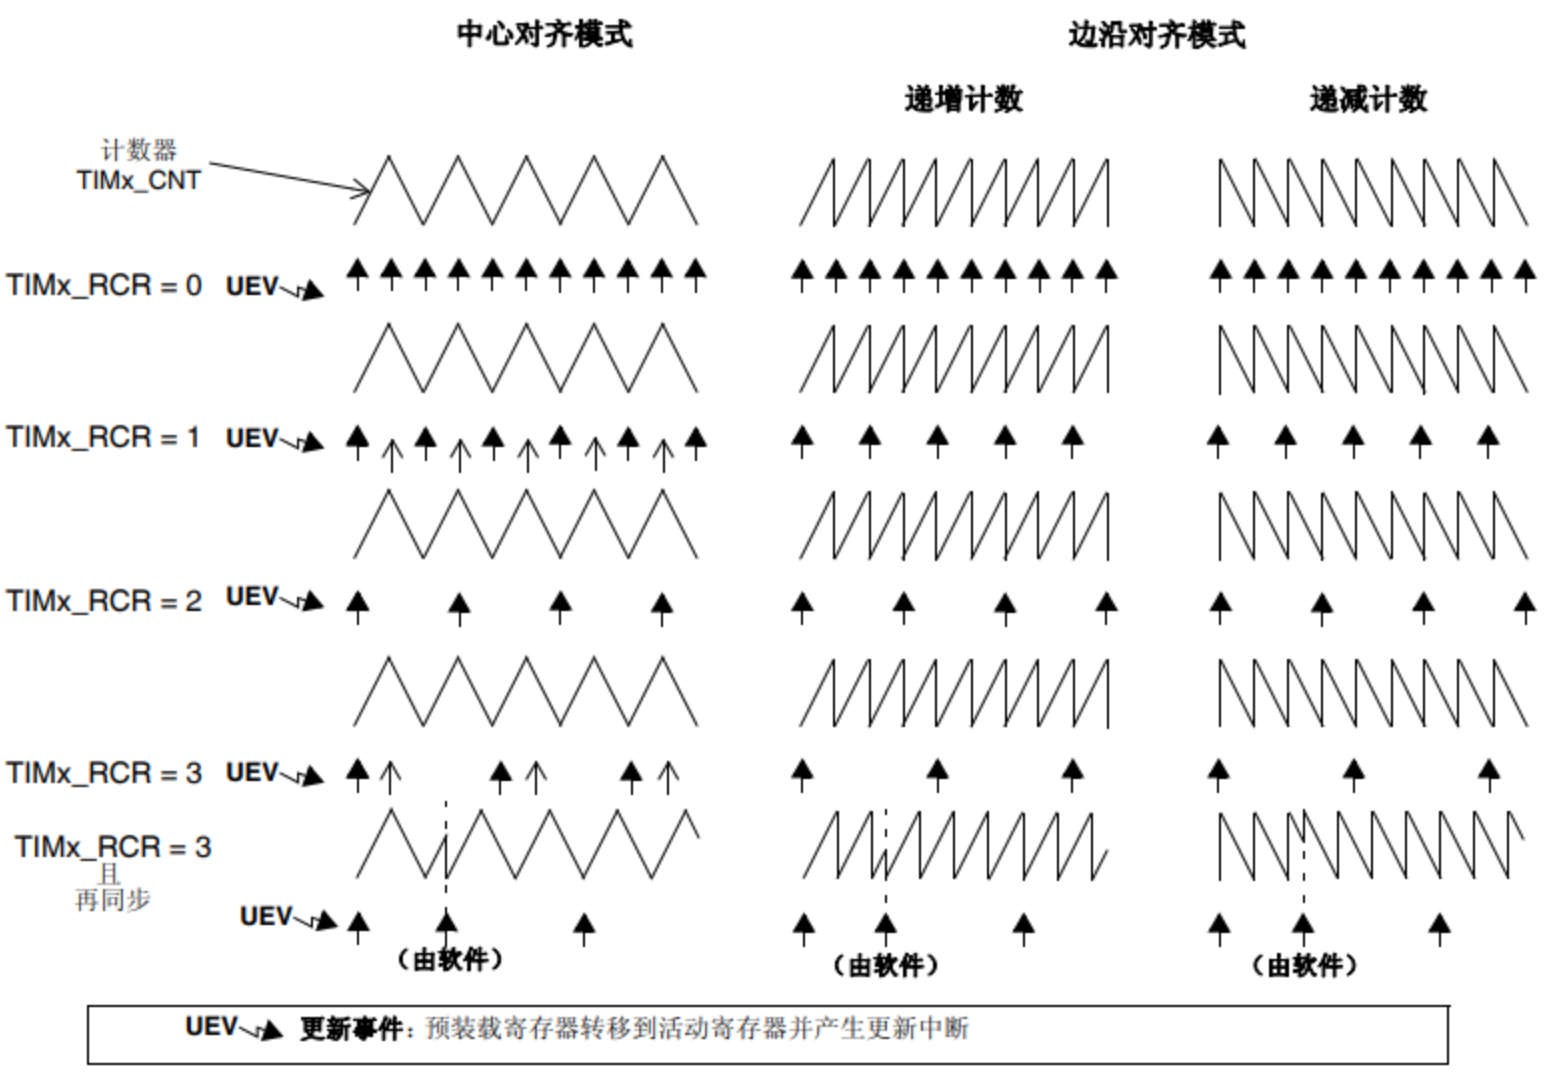 中心对齐模式
边沿对齐模式
递增计数
递减计数
计数器
TIMx_CNT
TIMx_RCR = 0
UEV
TIMx_RCR = 1
UEV
TIMx_RCR = 2
UEV
TIMx_RCR = 3
UEV
TIMx_RCR = 3
且
再同步
UEV
（由软件）
（由软件）
（由软件）
UEV 更新事件：预装载寄存器转移到活动寄存器并产生更新中断